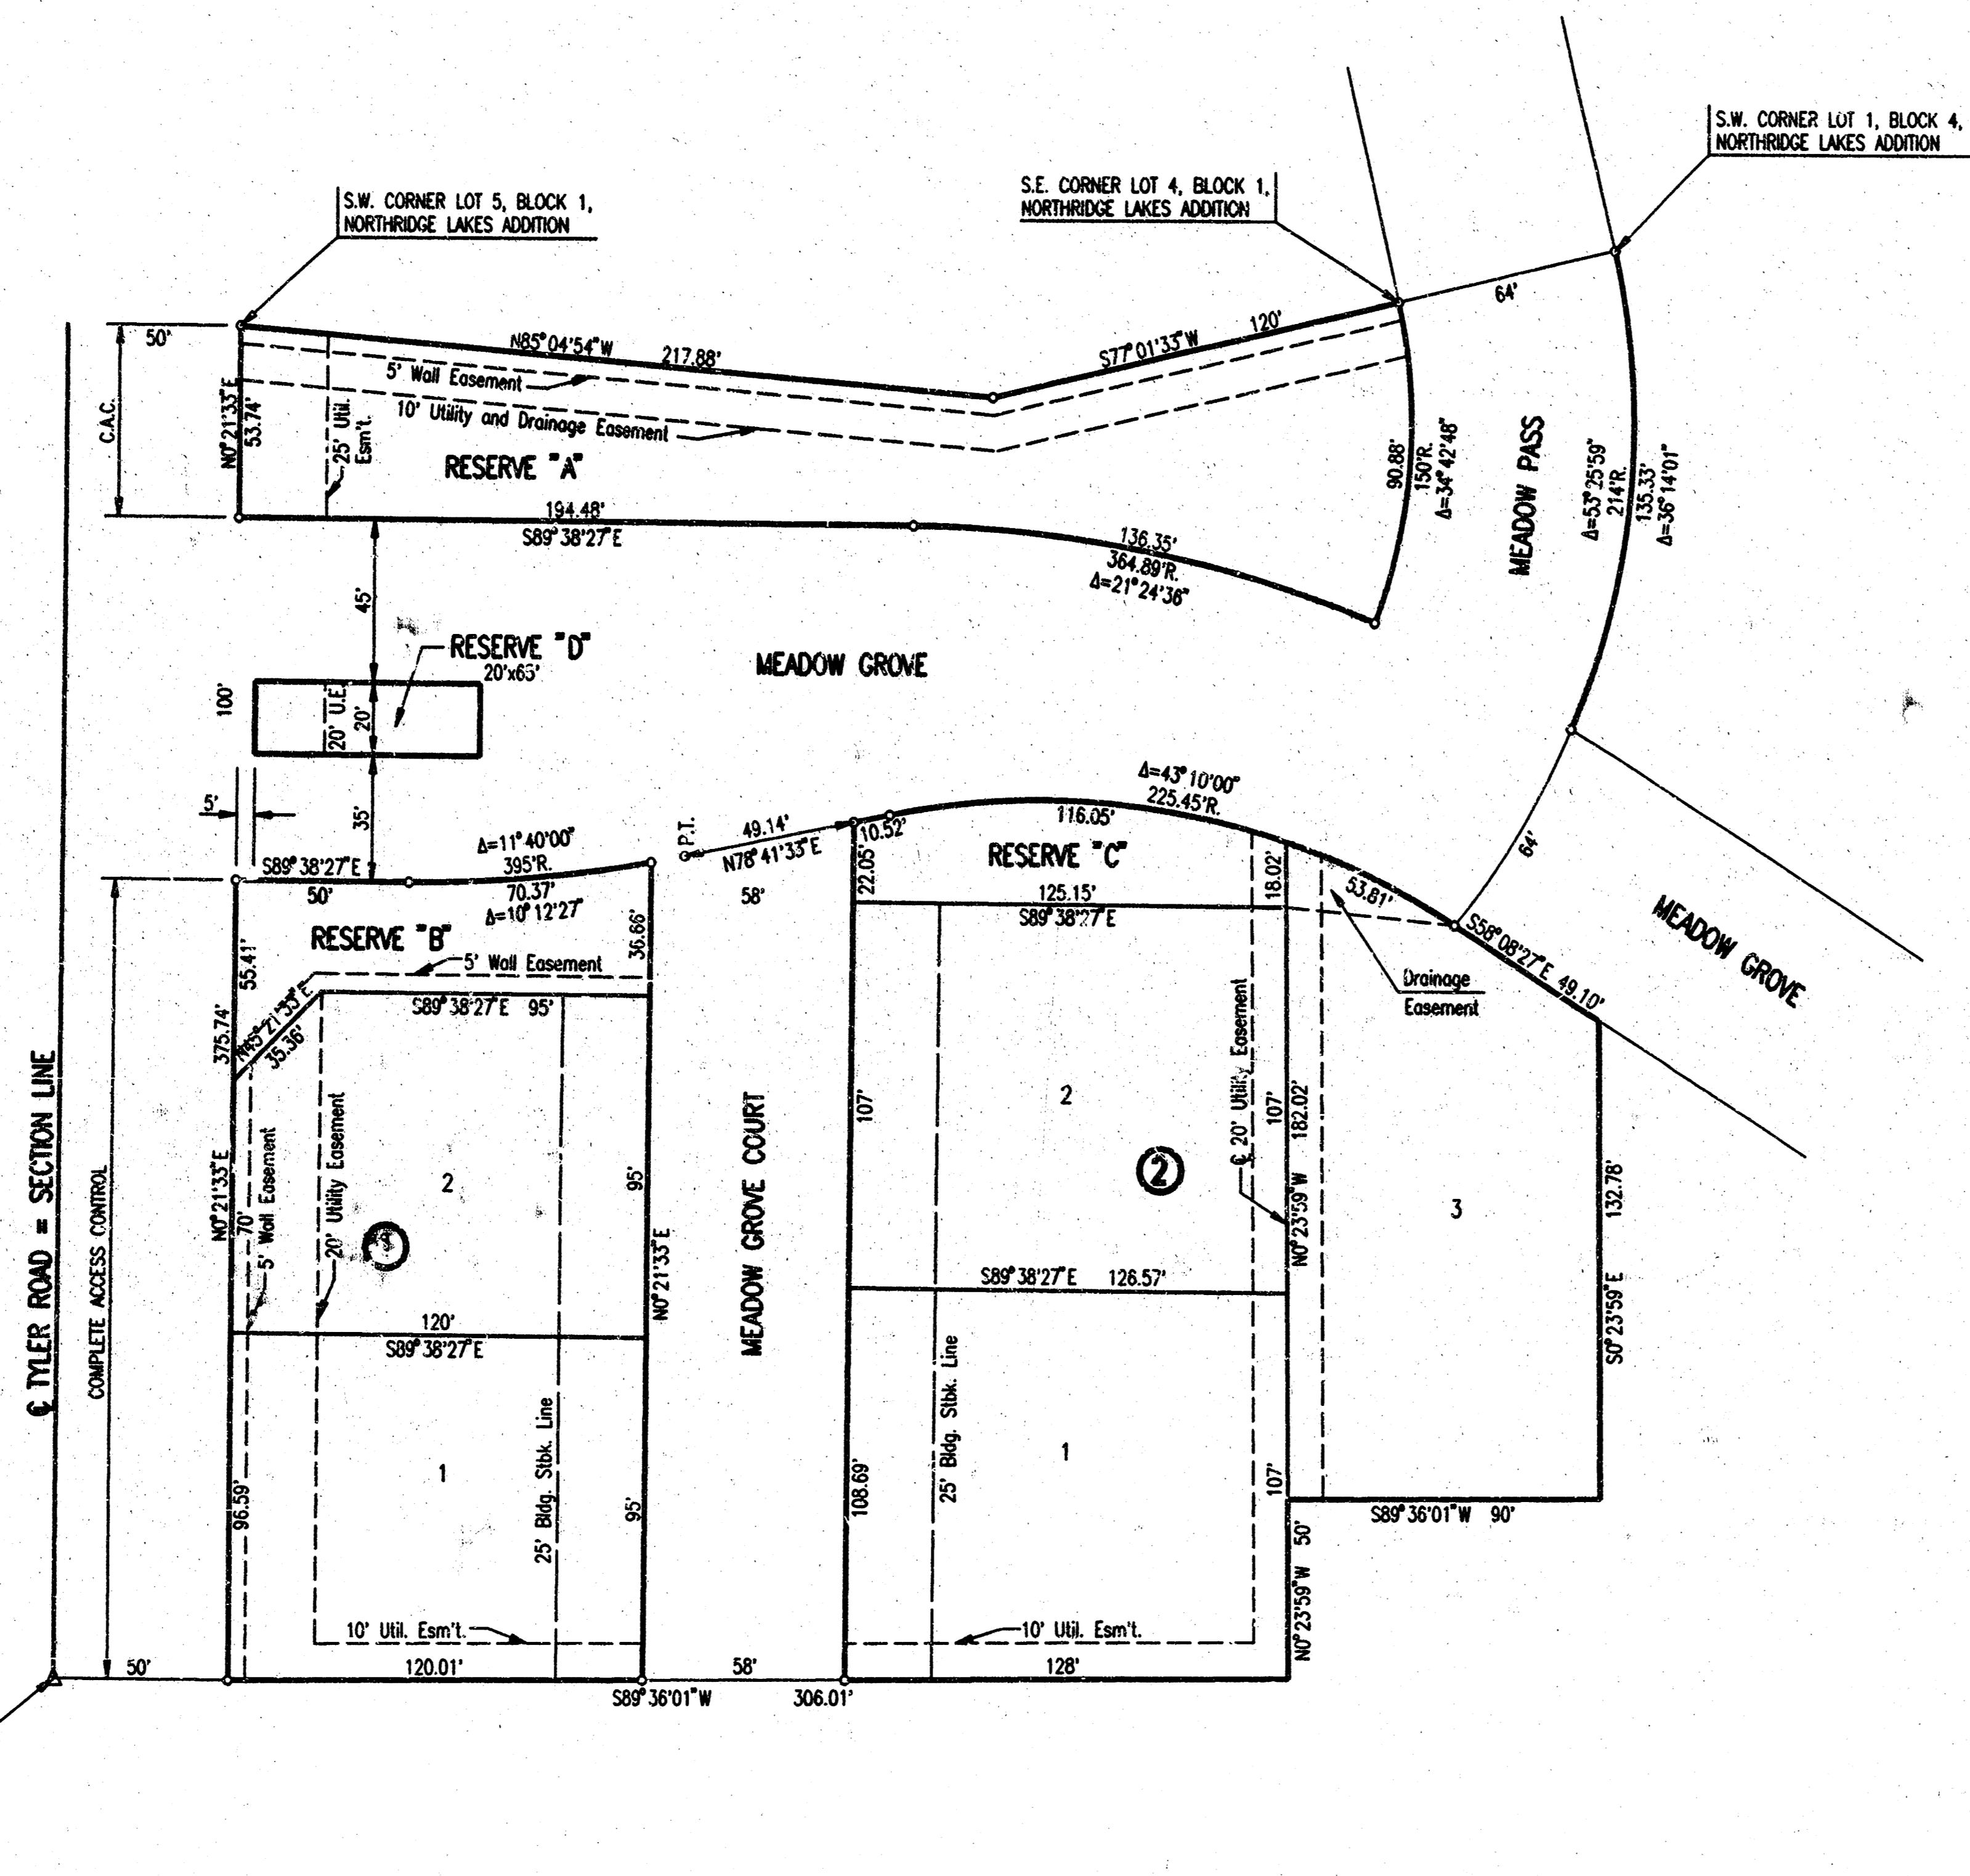 S.W. CORNER LOT 1, BLOCK 4,
NORTHRIDGE LAKES ADDITION
S.E. CORNER LOT 4, BLOCK 1,
NORTHRIDGE LAKES ADDITION
S.W. CORNER LOT 5, BLOCK 1,
NORTHRIDGE LAKES ADDITION
64'
50'
N85°04'54"W 217.88'
S77°01'33"W 120'
5' Wall Easement
10' Utility and Drainage Easement
C.A.C.
N0°21'33"E
53.74'
25' Util.
Esm't.
RESERVE "A"
194.48'
S89°38'27"E
136.35'
364.89'R.
Δ=21°24'36"
90.88'
150'R.
Δ=34°42'48"
MEADOW PASS
Δ=53°25'59"
214'R.
135.33'
Δ=36°14'01"
45'
RESERVE "D"
20'x65'
MEADOW GROVE
100'
20' U.E.
20'
5'
35'
S89°38'27"E
50'
Δ=11°40'00"
395'R.
70.37'
Δ=10°12'27"
P.T.
49.14'
N78°41'33"E
58'
10.52'
22.05'
Δ=43°10'00"
225.45'R.
116.05'
RESERVE "C"
125.15'
S89°38'27"E
18.02'
53.81'
64'
S58°08'27"E 49.10'
MEADOW GROVE
Drainage
Easement
RESERVE "B"
55.41'
36.66'
5' Wall Easement
S89°38'27"E 95'
N45°21'33"E
35.36'
375.74'
N0°21'33"E
70'
5' Wall Easement
20' Utility Easement
2
95'
N0°21'33"E
MEADOW GROVE COURT
107'
2
2
℄ 20' Utility Easement
107'
182.02'
N0°23'59"W
3
132.78'
S0°23'59"E
℄ TYLER ROAD = SECTION LINE
COMPLETE ACCESS CONTROL
120'
S89°38'27"E
S89°38'27"E 126.57'
1
25' Bldg. Stbk. Line
96.59'
95'
108.69'
25' Bldg. Stbk. Line
1
107'
S89°36'01"W 90'
50'
N0°23'59"W
10' Util. Esm't.
10' Util. Esm't.
50'
120.01'
58'
128'
S89°36'01"W 306.01'